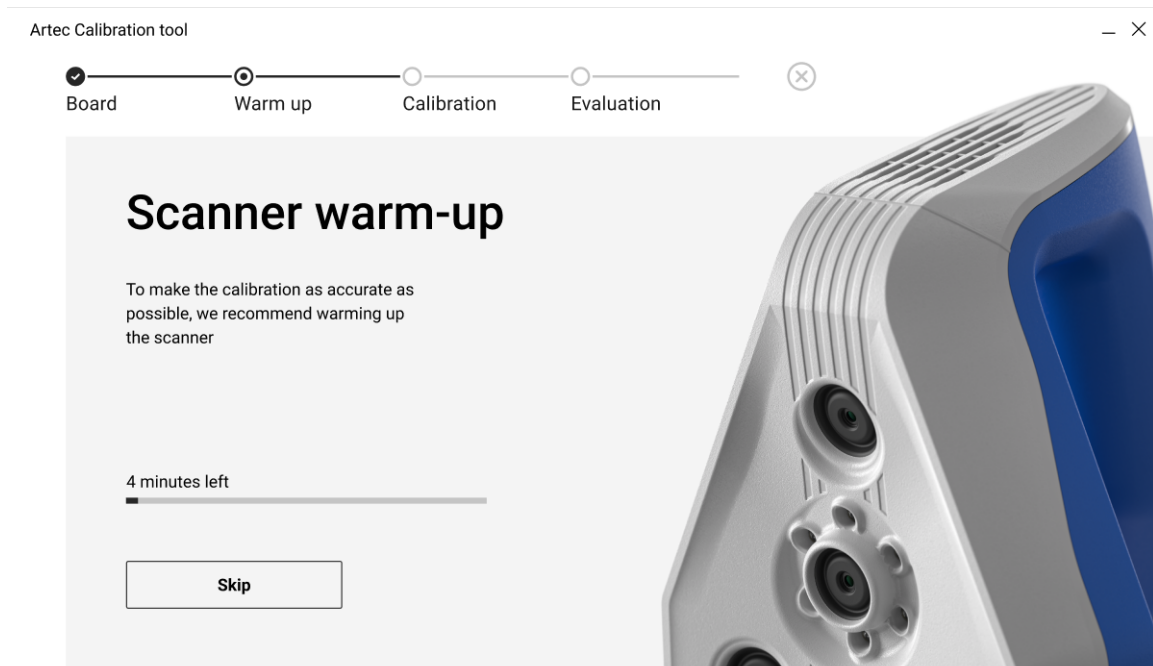 Artec Calibration tool
Board
Warm up
Calibration
Evaluation
Scanner warm-up
To make the calibration as accurate as
possible, we recommend warming up
the scanner
4 minutes left
Skip